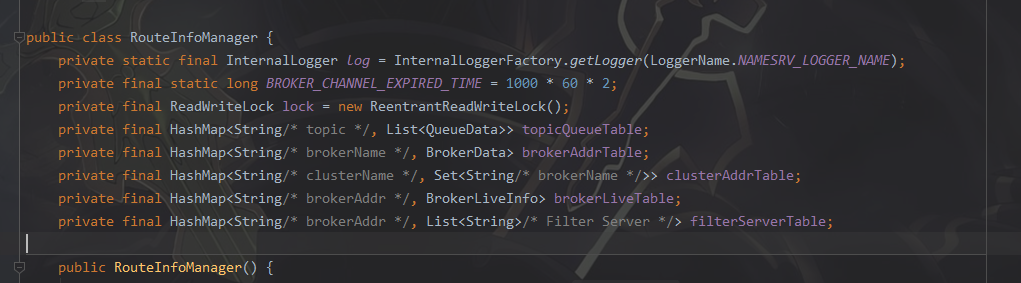 public class RouteInfoManager {
private static final InternalLogger log = InternalLoggerFactory.getLogger(LoggerName.NAMESRV_LOGGER_NAME);
private final static long BROKER_CHANNEL_EXPIRED_TIME = 1000 * 60 * 2;
private final ReadWriteLock lock = new ReentrantReadWriteLock();
private final HashMap<String/* topic */, List<QueueData>> topicQueueTable;
private final HashMap<String/* brokerName */, BrokerData> brokerAddrTable;
private final HashMap<String/* clusterName */, Set<String/* brokerName */>> clusterAddrTable;
private final HashMap<String/* brokerAddr */, BrokerLiveInfo> brokerLiveTable;
private final HashMap<String/* brokerAddr */, List<String>/* Filter Server */> filterServerTable;
public RouteInfoManager() {